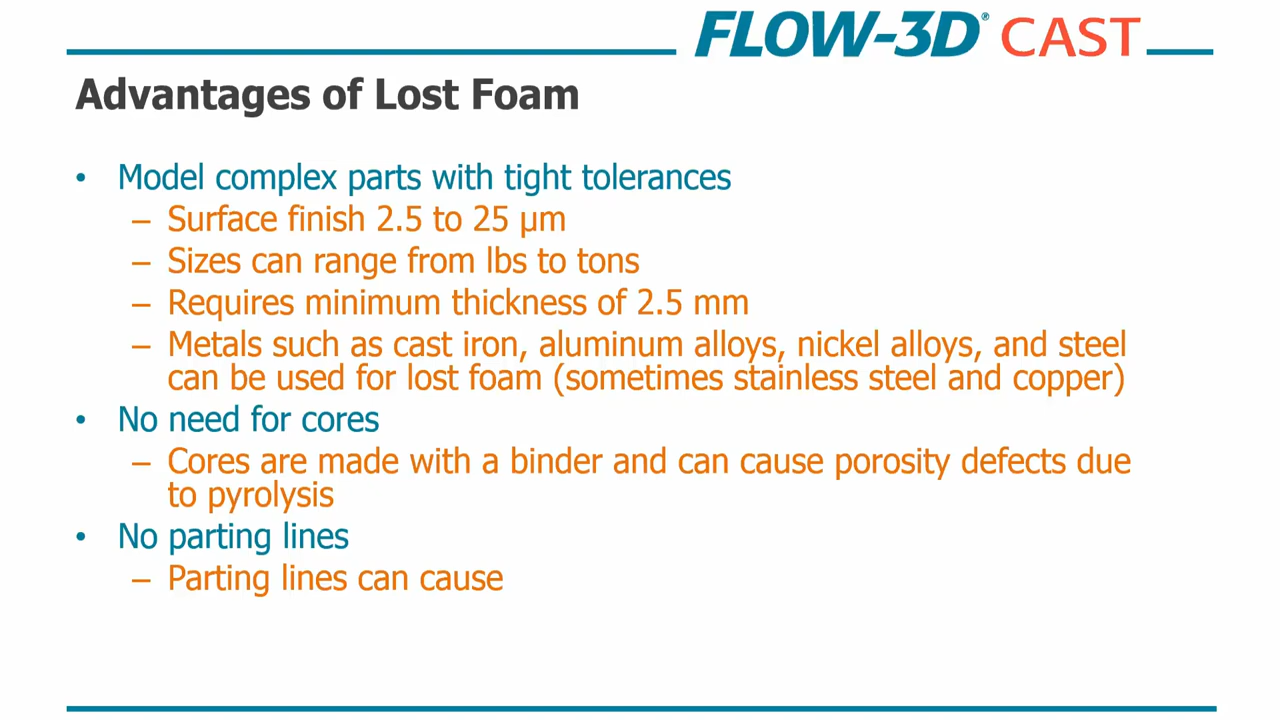 FLOW-3D® CAST
Advantages of Lost Foam
• Model complex parts with tight tolerances
– Surface finish 2.5 to 25 µm
– Sizes can range from lbs to tons
– Requires minimum thickness of 2.5 mm
– Metals such as cast iron, aluminum alloys, nickel alloys, and steel
can be used for lost foam (sometimes stainless steel and copper)
• No need for cores
– Cores are made with a binder and can cause porosity defects due
to pyrolysis
• No parting lines
– Parting lines can cause